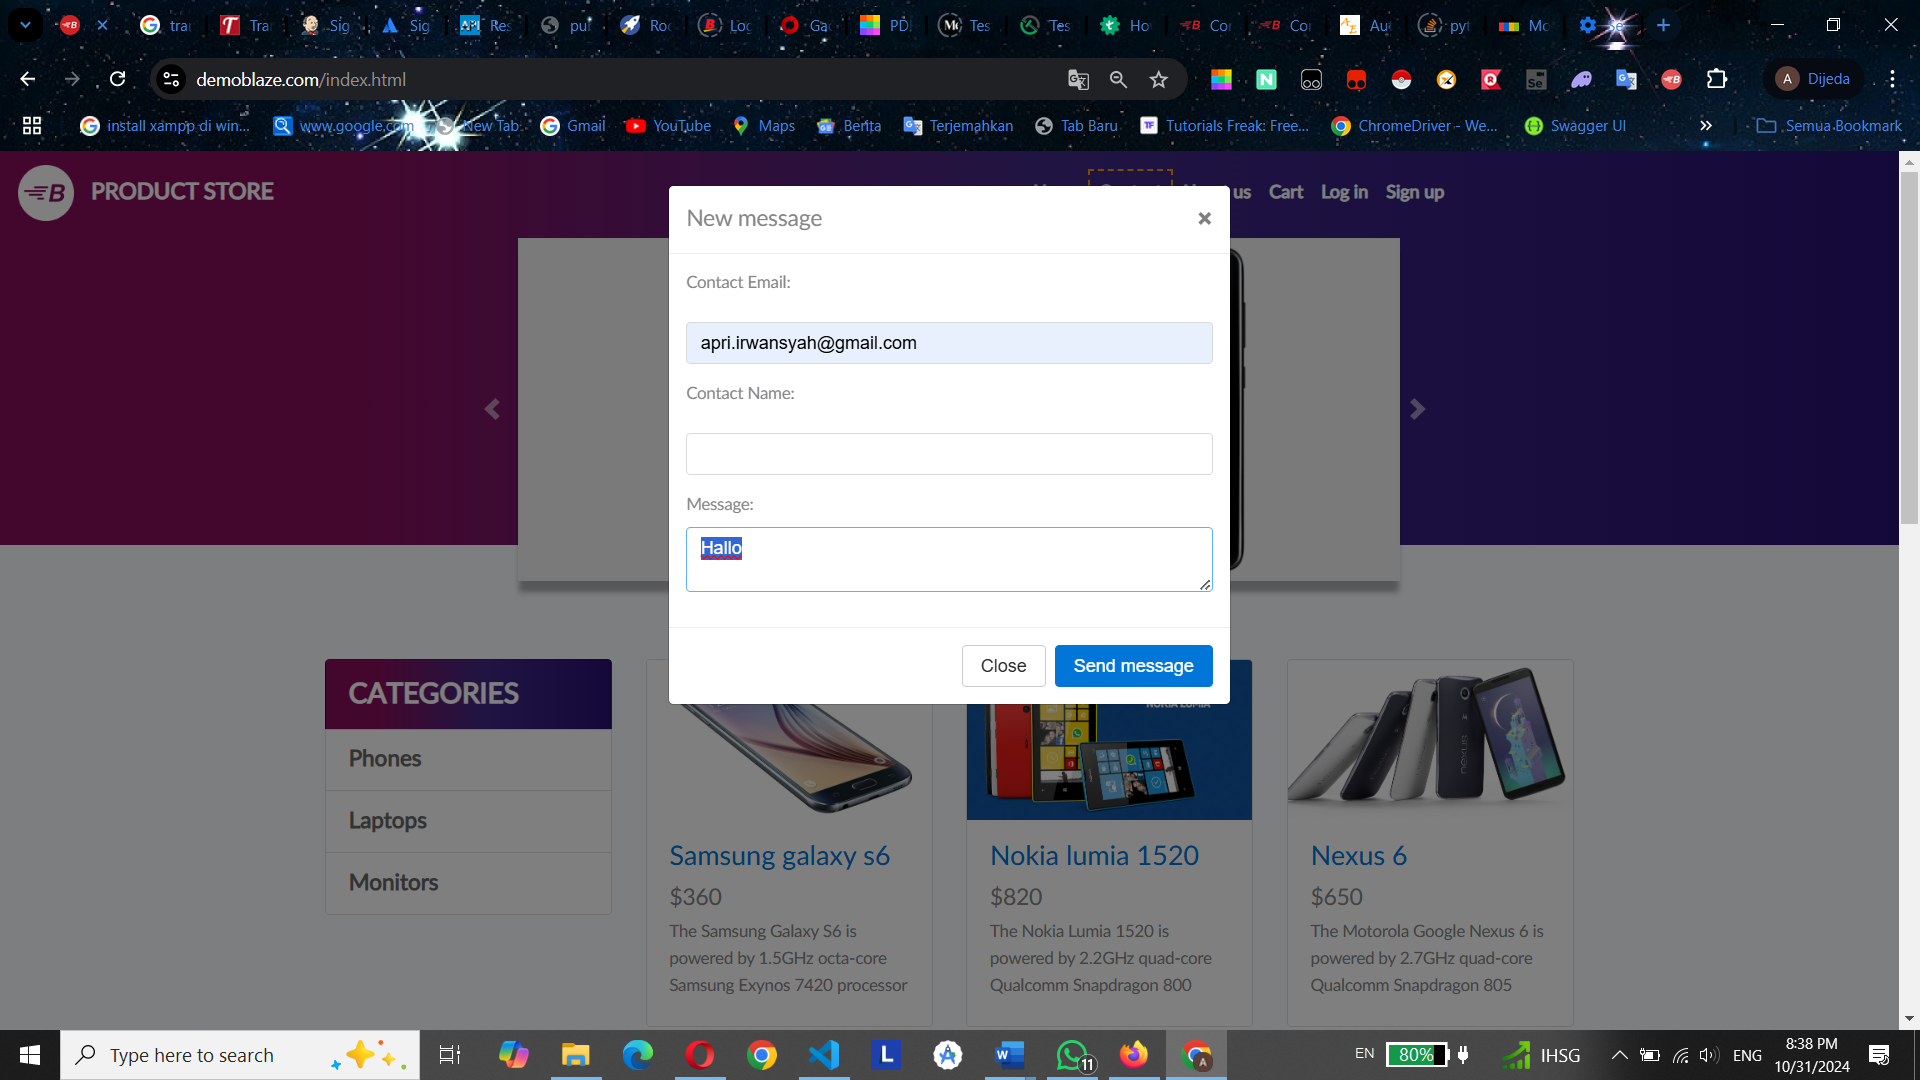 tra
Tra
Sig
Sig
Res
pu
Roc
Log
Ga
PD
Tes
Tes
Ho
Co
Co
Au
pyt
Mo
Se
demoblaze.com/index.html
Dijeda
install xampp di win...
www.google.com
New Tab
Gmail
YouTube
Maps
Berita
Terjemahkan
Tab Baru
Tutorials Freak: Free...
ChromeDriver - We...
Swagger UI
Semua Bookmark
PRODUCT STORE
us
Cart
Log in
Sign up
New message
Contact Email:
apri.irwansyah@gmail.com
Contact Name:
Message:
Hallo
Close
Send message
CATEGORIES
Phones
Laptops
Monitors
Samsung galaxy s6
$360
The Samsung Galaxy S6 is
powered by 1.5GHz octa-core
Samsung Exynos 7420 processor
NOKIA LUMIA
Nokia lumia 1520
$820
The Nokia Lumia 1520 is
powered by 2.2GHz quad-core
Qualcomm Snapdragon 800
Nexus 6
$650
The Motorola Google Nexus 6 is
powered by 2.7GHz quad-core
Qualcomm Snapdragon 805
Type here to search
11
EN
80%
IHSG
ENG
8:38 PM
10/31/2024